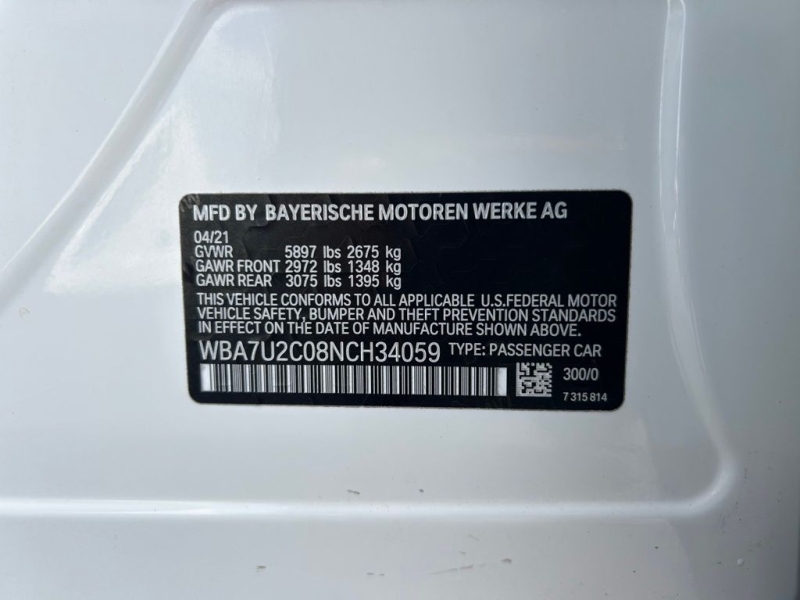 MFD BY BAYERISCHE MOTOREN WERKE AG
04/21
GVWR 5897 lbs 2675 kg
GAWR FRONT 2972 lbs 1348 kg
GAWR REAR 3075 lbs 1395 kg
THIS VEHICLE CONFORMS TO ALL APPLICABLE U.S.FEDERAL MOTOR
VEHICLE SAFETY, BUMPER AND THEFT PREVENTION STANDARDS
IN EFFECT ON THE DATE OF MANUFACTURE SHOWN ABOVE.
WBA7U2C08NCH34059 TYPE: PASSENGER CAR
300/0
7 315 814